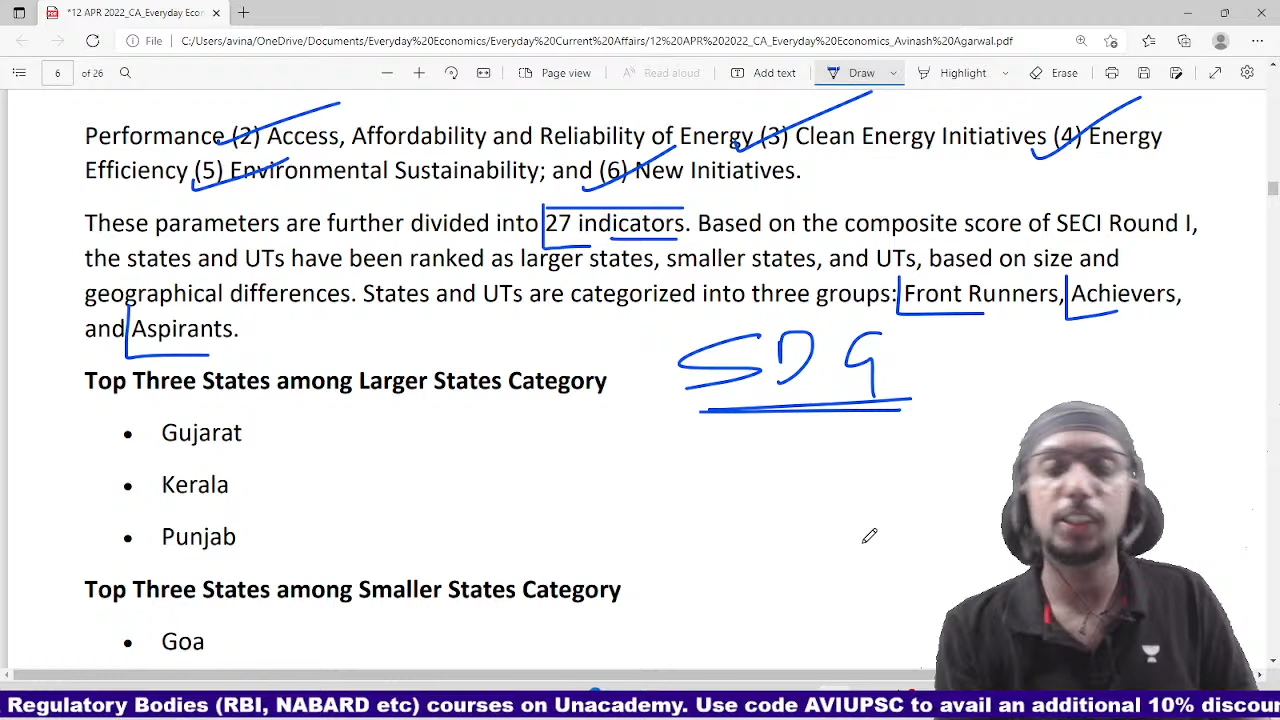 *12 APR 2022_CA_Everyday Econ
File
C:/Users/avina/OneDrive/Documents/Everyday%20Economics/Everyday%20Current%20Affairs/12%20APR%202022_CA_Everyday%20Economics_Avinash%20Agarwal.pdf
6 of 26
Page view
Read aloud
Add text
Draw
Highlight
Erase
Performance (2) Access, Affordability and Reliability of Energy (3) Clean Energy Initiatives (4) Energy
Efficiency (5) Environmental Sustainability; and (6) New Initiatives.
These parameters are further divided into 27 indicators. Based on the composite score of SECI Round I,
the states and UTs have been ranked as larger states, smaller states, and UTs, based on size and
geographical differences. States and UTs are categorized into three groups: Front Runners, Achievers,
and Aspirants.
SDG
Top Three States among Larger States Category
• Gujarat
• Kerala
• Punjab
Top Three States among Smaller States Category
• Goa
Regulatory Bodies (RBI, NABARD etc) courses on Unacademy. Use code AVIUPSC to avail an additional 10% discou